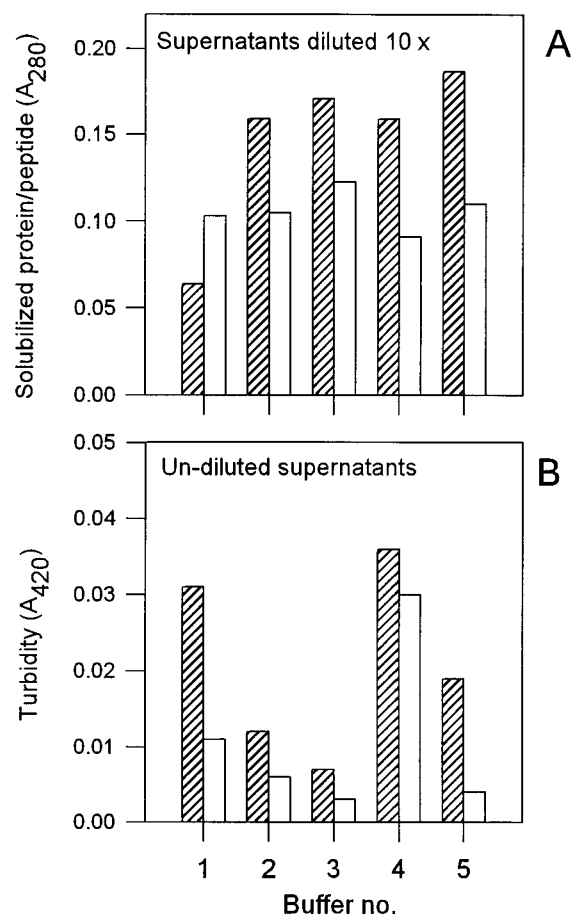 A
Supernatants diluted 10 x
Solubilized protein/peptide (A280)
0.20
0.15
0.10
0.05
0.00
B
Un-diluted supernatants
Turbidity (A420)
0.05
0.04
0.03
0.02
0.01
0.00
1 2 3 4 5
Buffer no.